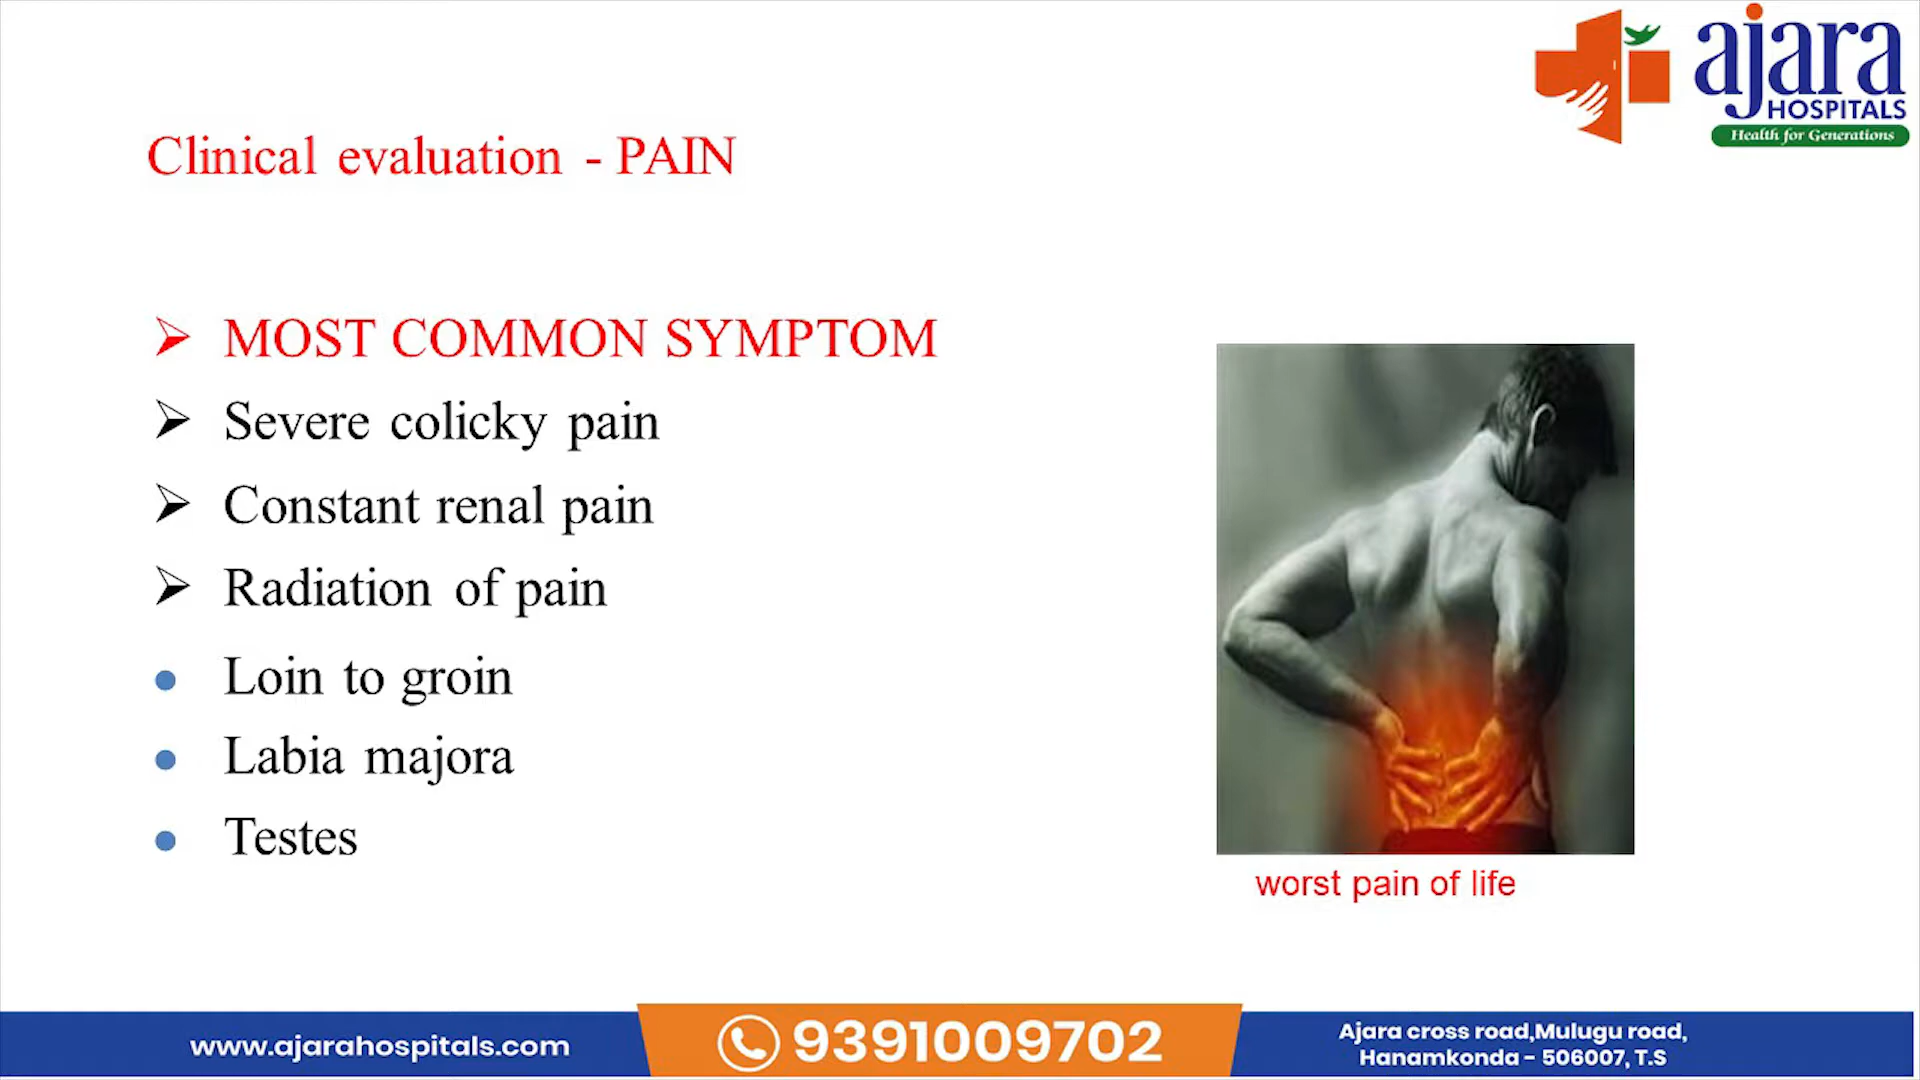 ajara
HOSPITALS
Health for Generations
Clinical evaluation - PAIN
MOST COMMON SYMPTOM
Severe colicky pain
Constant renal pain
Radiation of pain
Loin to groin
Labia majora
Testes
worst pain of life
www.ajarahospitals.com
9391009702
Ajara cross road,Mulugu road,
Hanamkonda - 506007, T.S